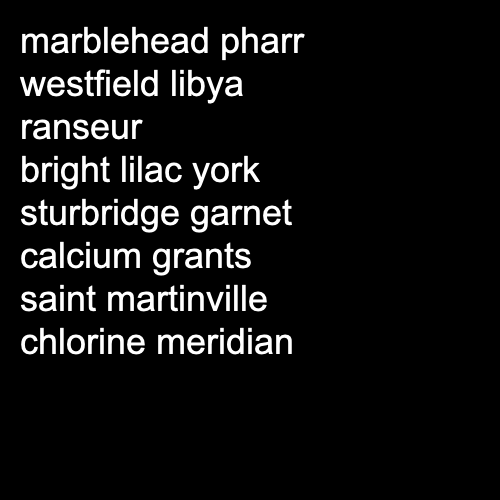 marblehead pharr
westfield libya
ranseur
bright lilac york
sturbridge garnet
calcium grants
saint martinville
chlorine meridian